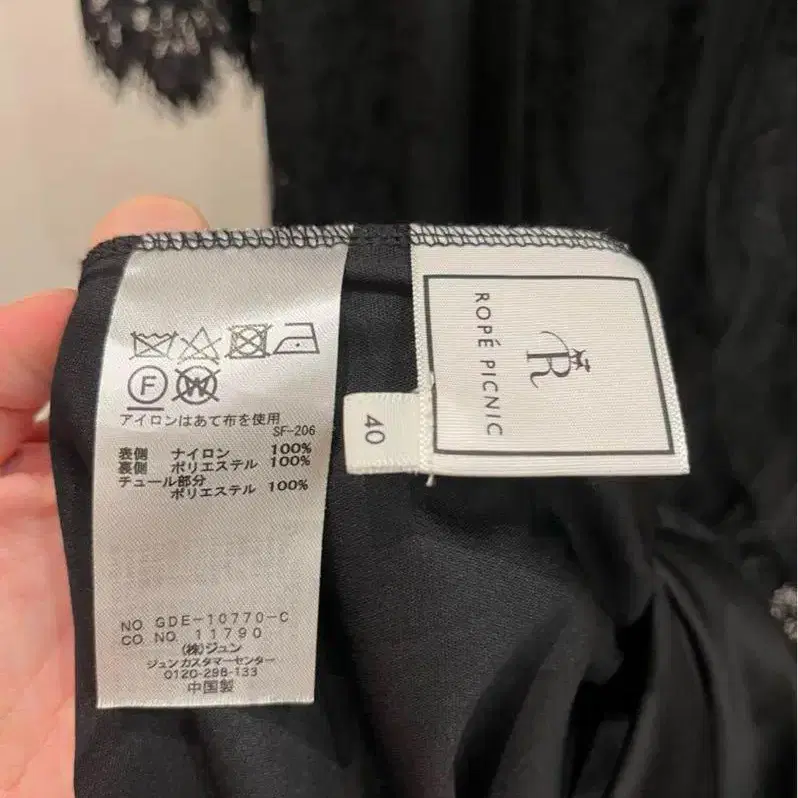 F
W
アイロンはあて布を使用
SF-206
表側 ナイロン 100%
裏側 ポリエステル 100%
チュール部分
ポリエステル 100%
NO GDE-10770-C
CO. NO. 11790
(株)ジュン
ジュンカスタマーセンター
0120-298-133
中国製
40
R
ROPÉ PICNIC